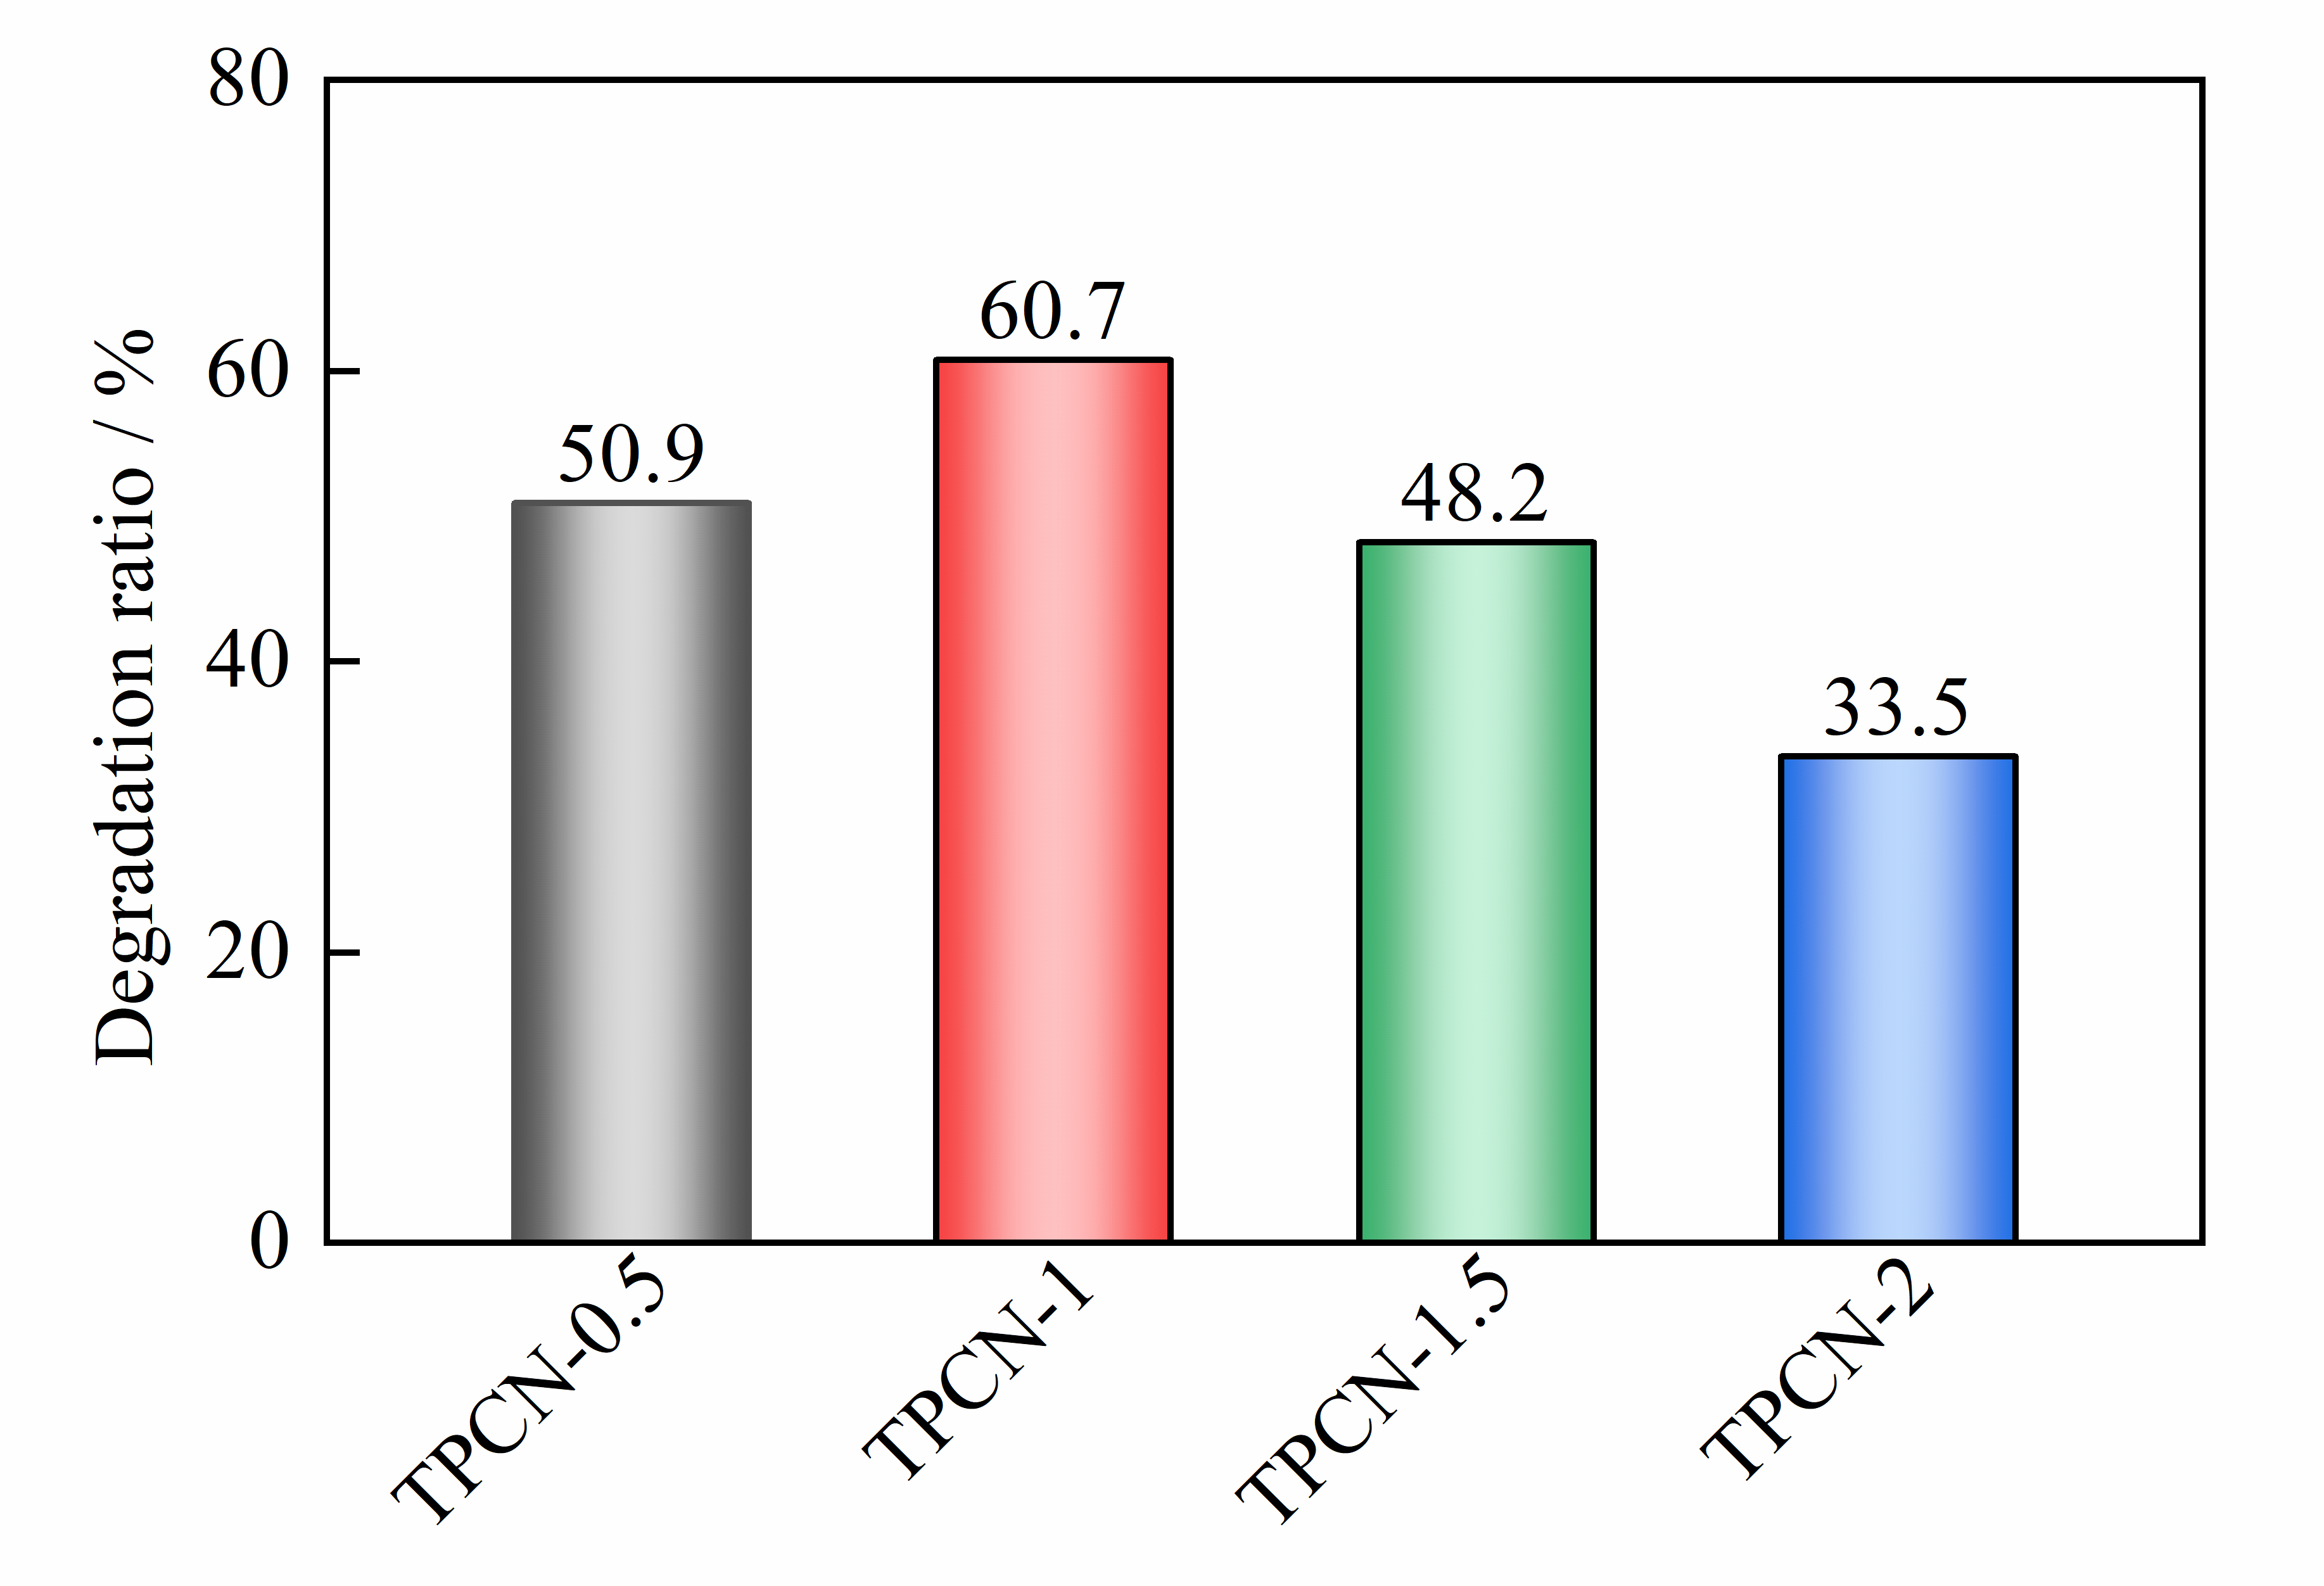 Degradation ratio / %
80
60
40
20
0
50.9
60.7
48.2
33.5
TPCN-0.5
TPCN-1
TPCN-1.5
TPCN-2